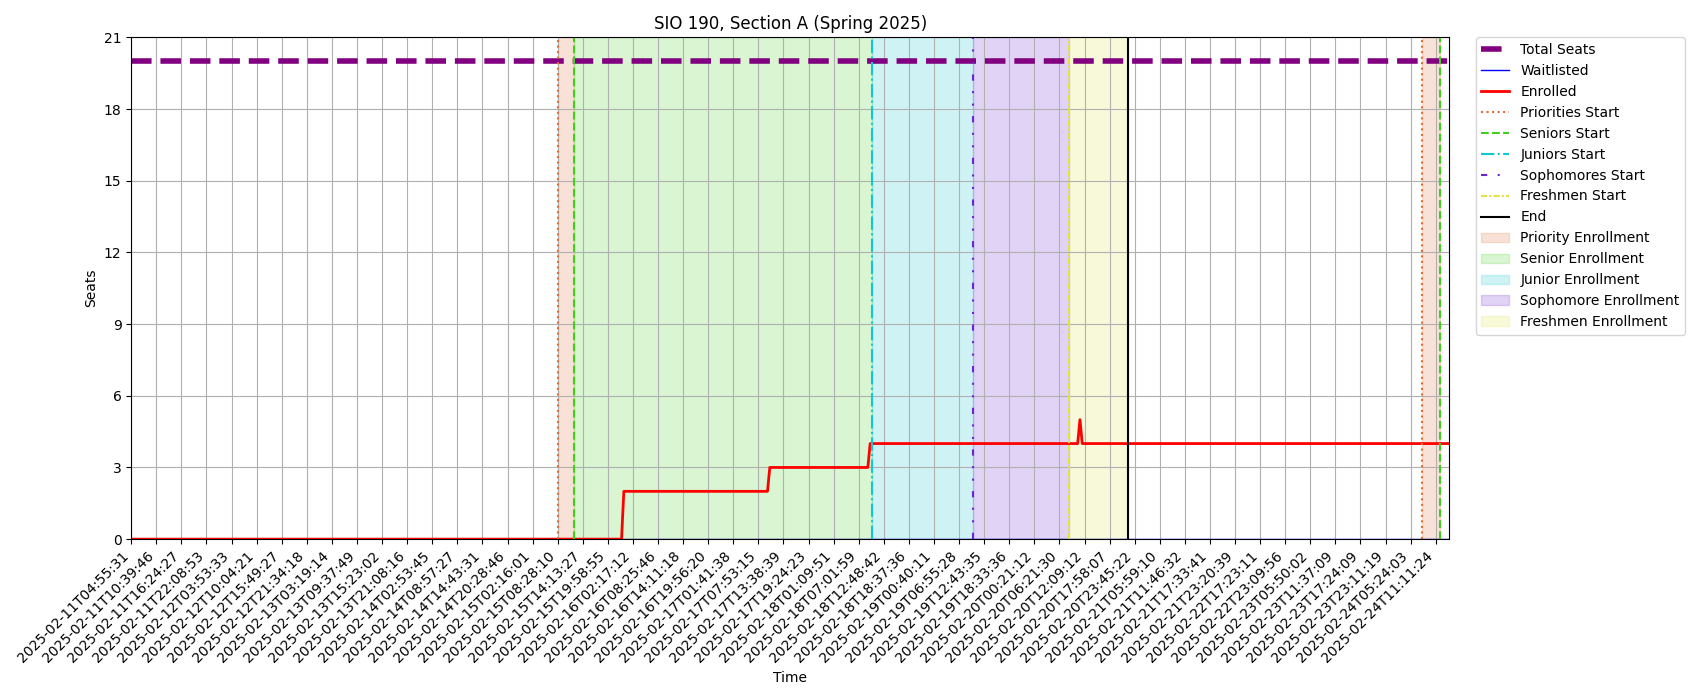 SIO 190, Section A (Spring 2025)
21
18
15
12
9
6
3
0
Seats
2025-02-11T04:55:31
2025-02-11T10:39:46
2025-02-11T16:24:27
2025-02-11T22:08:53
2025-02-12T03:53:33
2025-02-12T10:04:21
2025-02-12T15:49:27
2025-02-12T21:34:18
2025-02-13T03:19:14
2025-02-13T09:37:49
2025-02-13T15:23:02
2025-02-13T21:08:16
2025-02-14T02:53:45
2025-02-14T08:57:27
2025-02-14T14:43:31
2025-02-14T20:28:46
2025-02-15T02:16:01
2025-02-15T08:28:10
2025-02-15T14:13:27
2025-02-15T19:58:55
2025-02-16T02:17:12
2025-02-16T08:25:46
2025-02-16T14:11:18
2025-02-16T19:56:20
2025-02-17T01:41:38
2025-02-17T07:53:15
2025-02-17T13:38:39
2025-02-17T19:24:23
2025-02-18T01:09:51
2025-02-18T07:01:59
2025-02-18T12:48:42
2025-02-18T18:37:36
2025-02-19T00:40:11
2025-02-19T06:55:28
2025-02-19T12:43:35
2025-02-19T18:33:36
2025-02-20T00:21:12
2025-02-20T06:21:30
2025-02-20T12:09:12
2025-02-20T17:58:07
2025-02-20T23:45:22
2025-02-21T05:59:10
2025-02-21T11:46:32
2025-02-21T17:33:41
2025-02-21T23:20:39
2025-02-22T17:23:11
2025-02-22T23:09:56
2025-02-23T05:50:02
2025-02-23T11:37:09
2025-02-23T17:24:09
2025-02-23T23:11:19
2025-02-24T05:24:03
2025-02-24T11:11:24
Time
Total Seats
Waitlisted
Enrolled
Priorities Start
Seniors Start
Juniors Start
Sophomores Start
Freshmen Start
End
Priority Enrollment
Senior Enrollment
Junior Enrollment
Sophomore Enrollment
Freshmen Enrollment